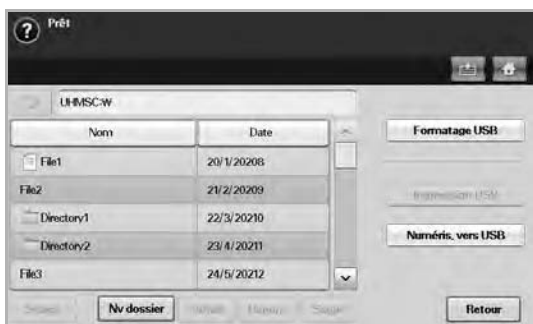 Prêt
UHMSC:W
Nom Date
Formatage USB
File1 20/1/20208
File2 21/2/20209
Impression USB
Directory1 22/3/20210
Numéris. vers USB
Directory2 23/4/20211
File3 24/5/20212
Nv dossier
Retour